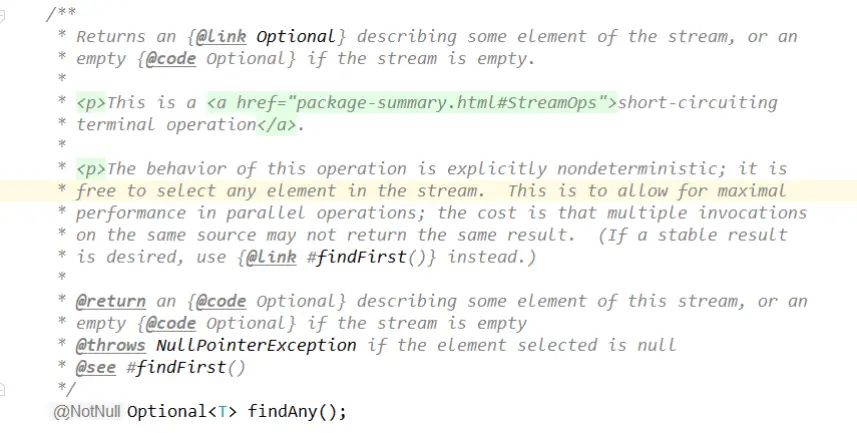 /**
* Returns an {@link Optional} describing some element of the stream, or an
* empty {@code Optional} if the stream is empty.
*
* <p>This is a <a href="package-summary.html#StreamOps">short-circuiting
* terminal operation</a>.
*
* <p>The behavior of this operation is explicitly nondeterministic; it is
* free to select any element in the stream.  This is to allow for maximal
* performance in parallel operations; the cost is that multiple invocations
* on the same source may not return the same result.  (If a stable result
* is desired, use {@link #findFirst()} instead.)
*
* @return an {@code Optional} describing some element of this stream, or an
* empty {@code Optional} if the stream is empty
* @throws NullPointerException if the element selected is null
* @see #findFirst()
*/
@NotNull Optional<T> findAny();